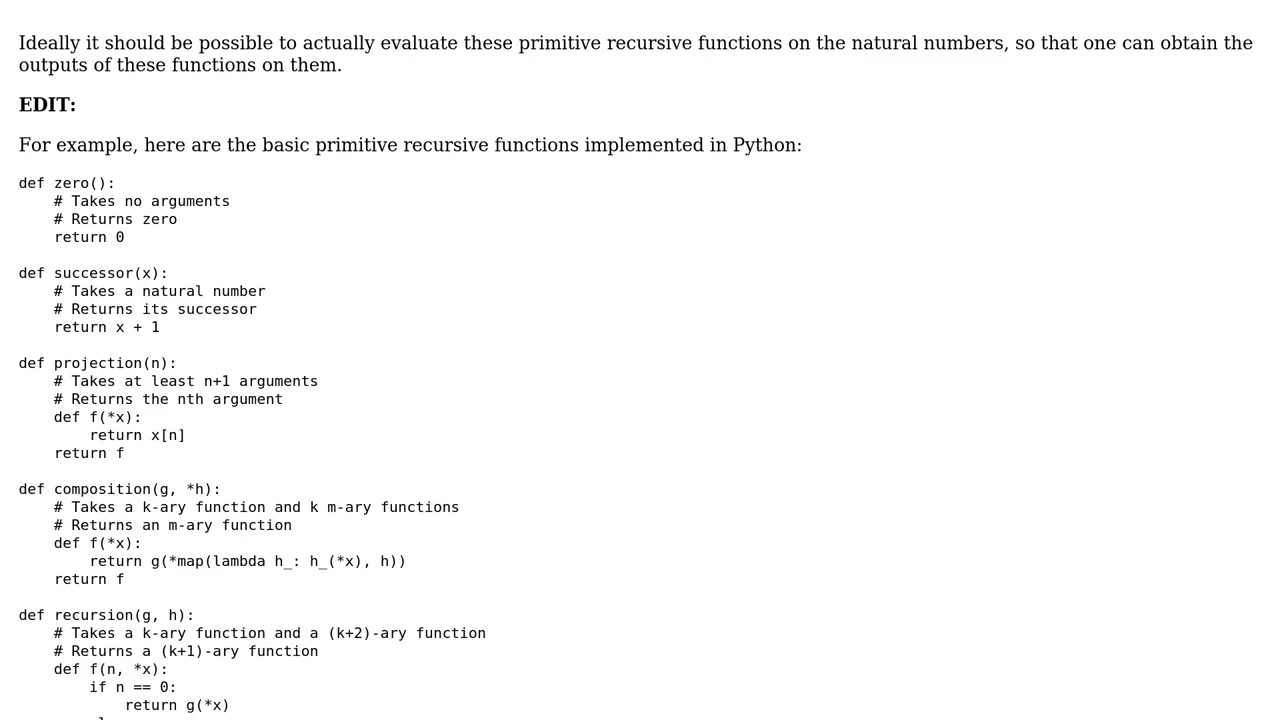 Ideally it should be possible to actually evaluate these primitive recursive functions on the natural numbers, so that one can obtain the
outputs of these functions on them.
EDIT:
For example, here are the basic primitive recursive functions implemented in Python:
def zero():
    # Takes no arguments
    # Returns zero
    return 0
def successor(x):
    # Takes a natural number
    # Returns its successor
    return x + 1
def projection(n):
    # Takes at least n+1 arguments
    # Returns the nth argument
    def f(*x):
        return x[n]
    return f
def composition(g, *h):
    # Takes a k-ary function and k m-ary functions
    # Returns an m-ary function
    def f(*x):
        return g(*map(lambda h_: h_(*x), h))
    return f
def recursion(g, h):
    # Takes a k-ary function and a (k+2)-ary function
    # Returns a (k+1)-ary function
    def f(n, *x):
        if n == 0:
            return g(*x)